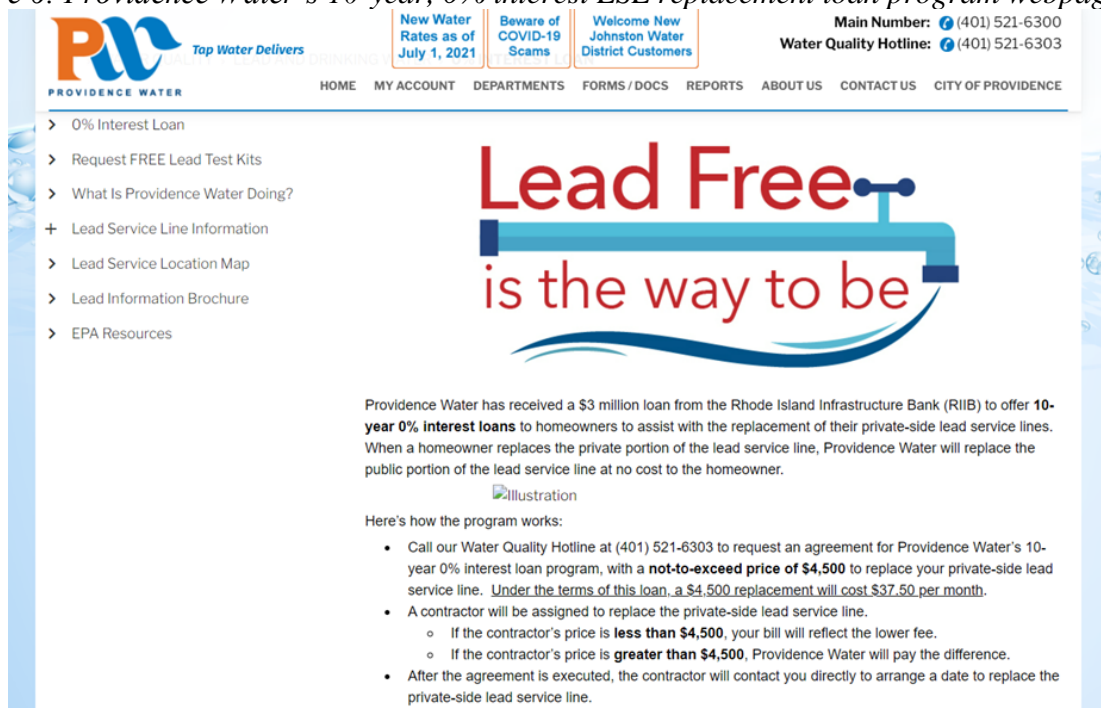 Providence Water's 10-year, 0% interest LSL replacement loan program webpag
PROVIDENCE WATER
Tap Water Delivers
New Water
Rates as of
July 1, 2021
Beware of
COVID-19
Scams
Welcome New
Johnston Water
District Customers
Main Number: (401) 521-6300
Water Quality Hotline: (401) 521-6303
HOME MY ACCOUNT DEPARTMENTS FORMS / DOCS REPORTS ABOUT US CONTACT US CITY OF PROVIDENCE
0% Interest Loan
Request FREE Lead Test Kits
What Is Providence Water Doing?
Lead Service Line Information
Lead Service Location Map
Lead Information Brochure
EPA Resources
Lead Free
is the way to be
Providence Water has received a $3 million loan from the Rhode Island Infrastructure Bank (RIIB) to offer 10-
year 0% interest loans to homeowners to assist with the replacement of their private-side lead service lines.
When a homeowner replaces the private portion of the lead service line, Providence Water will replace the
public portion of the lead service line at no cost to the homeowner.
Illustration
Here's how the program works:
• Call our Water Quality Hotline at (401) 521-6303 to request an agreement for Providence Water's 10-
year 0% interest loan program, with a not-to-exceed price of $4,500 to replace your private-side lead
service line. Under the terms of this loan, a $4,500 replacement will cost $37.50 per month.
• A contractor will be assigned to replace the private-side lead service line.
◦ If the contractor's price is less than $4,500, your bill will reflect the lower fee.
◦ If the contractor's price is greater than $4,500, Providence Water will pay the difference.
• After the agreement is executed, the contractor will contact you directly to arrange a date to replace the
private-side lead service line.